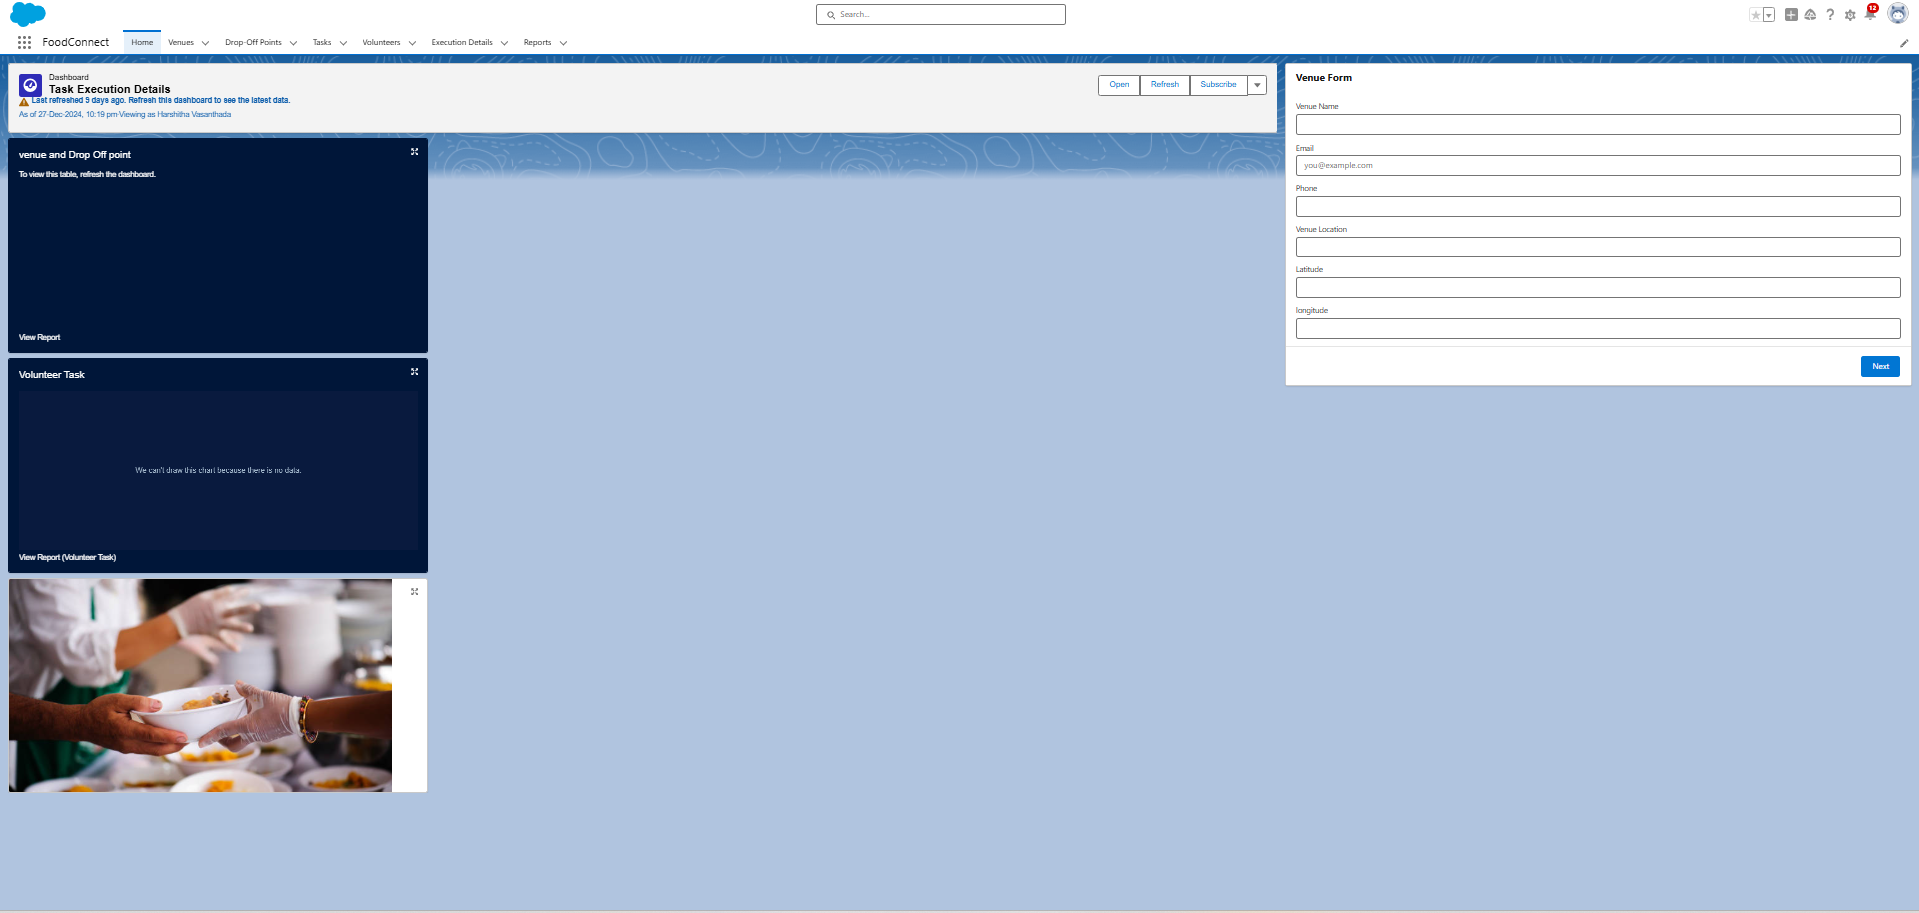 Search...
12
FoodConnect
Home
Venues
Drop-Off Points
Tasks
Volunteers
Execution Details
Reports
Dashboard
Task Execution Details
Last refreshed 9 days ago. Refresh this dashboard to see the latest data.
As of 27-Dec-2024, 10:19 pm·Viewing as Harshitha Vasanthada
Open
Refresh
Subscribe
venue and Drop Off point
To view this table, refresh the dashboard.
View Report
Volunteer Task
We can't draw this chart because there is no data.
View Report (Volunteer Task)
Venue Form
Venue Name
Email
you@example.com
Phone
Venue Location
Latitude
longitude
Next